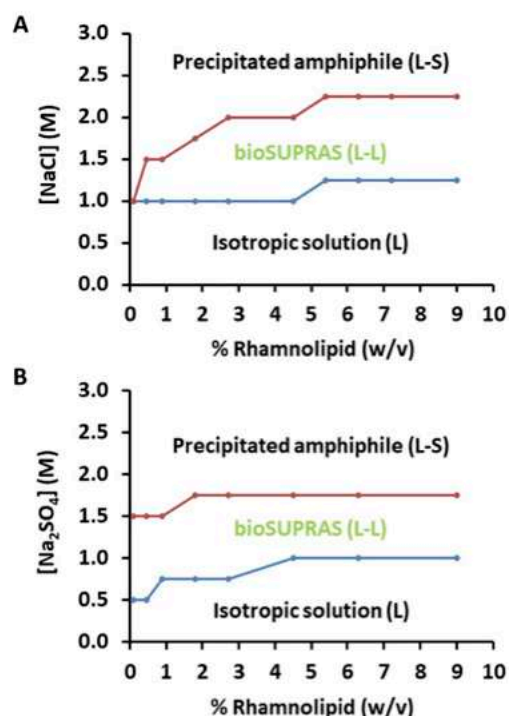 A
3.0
Precipitated amphiphile (L-S)
2.5
2.0
bioSUPRAS (L-L)
1.5
1.0
Isotropic solution (L)
0.5
0.0
[NaCl] (M)
0 1 2 3 4 5 6 7 8 9 10
% Rhamnolipid (w/v)
B
3.0
2.5
Precipitated amphiphile (L-S)
2.0
1.5
bioSUPRAS (L-L)
1.0
0.5
Isotropic solution (L)
0.0
[Na₂SO₄] (M)
0 1 2 3 4 5 6 7 8 9 10
% Rhamnolipid (w/v)